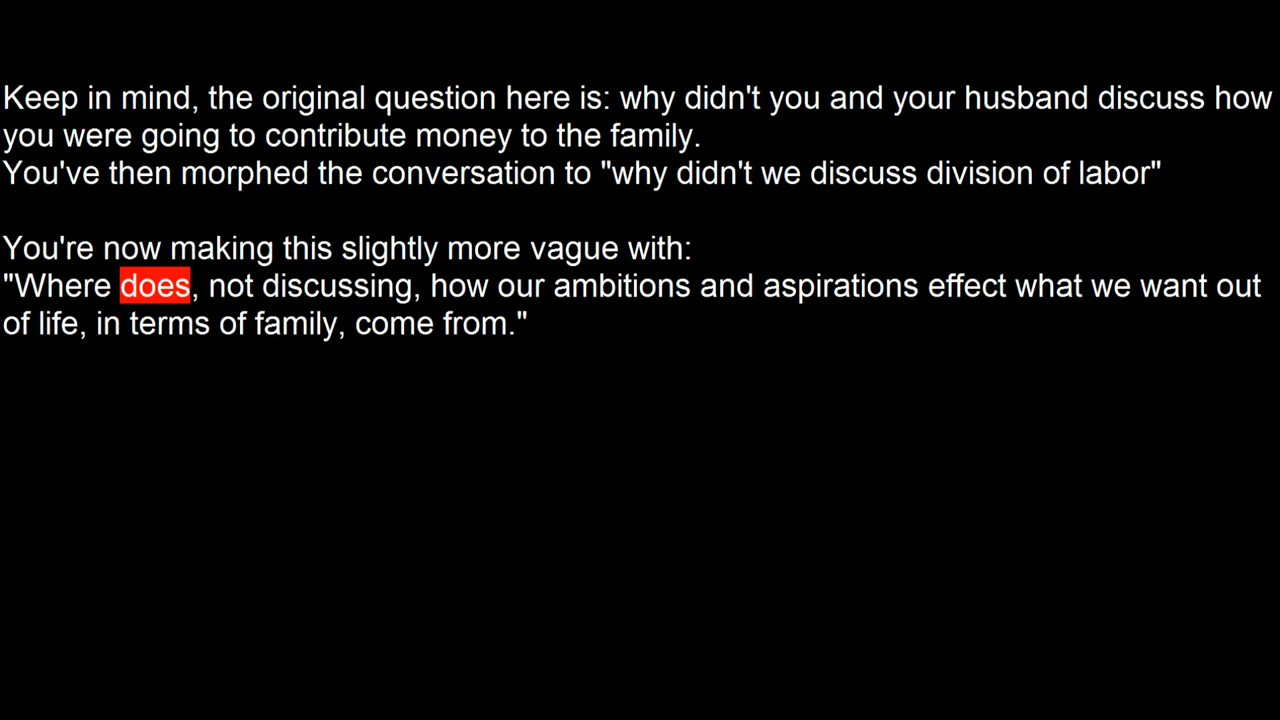 Keep in mind, the original question here is: why didn't you and your husband discuss how
you were going to contribute money to the family.
You've then morphed the conversation to "why didn't we discuss division of labor"
You're now making this slightly more vague with:
"Where does, not discussing, how our ambitions and aspirations effect what we want out
of life, in terms of family, come from."